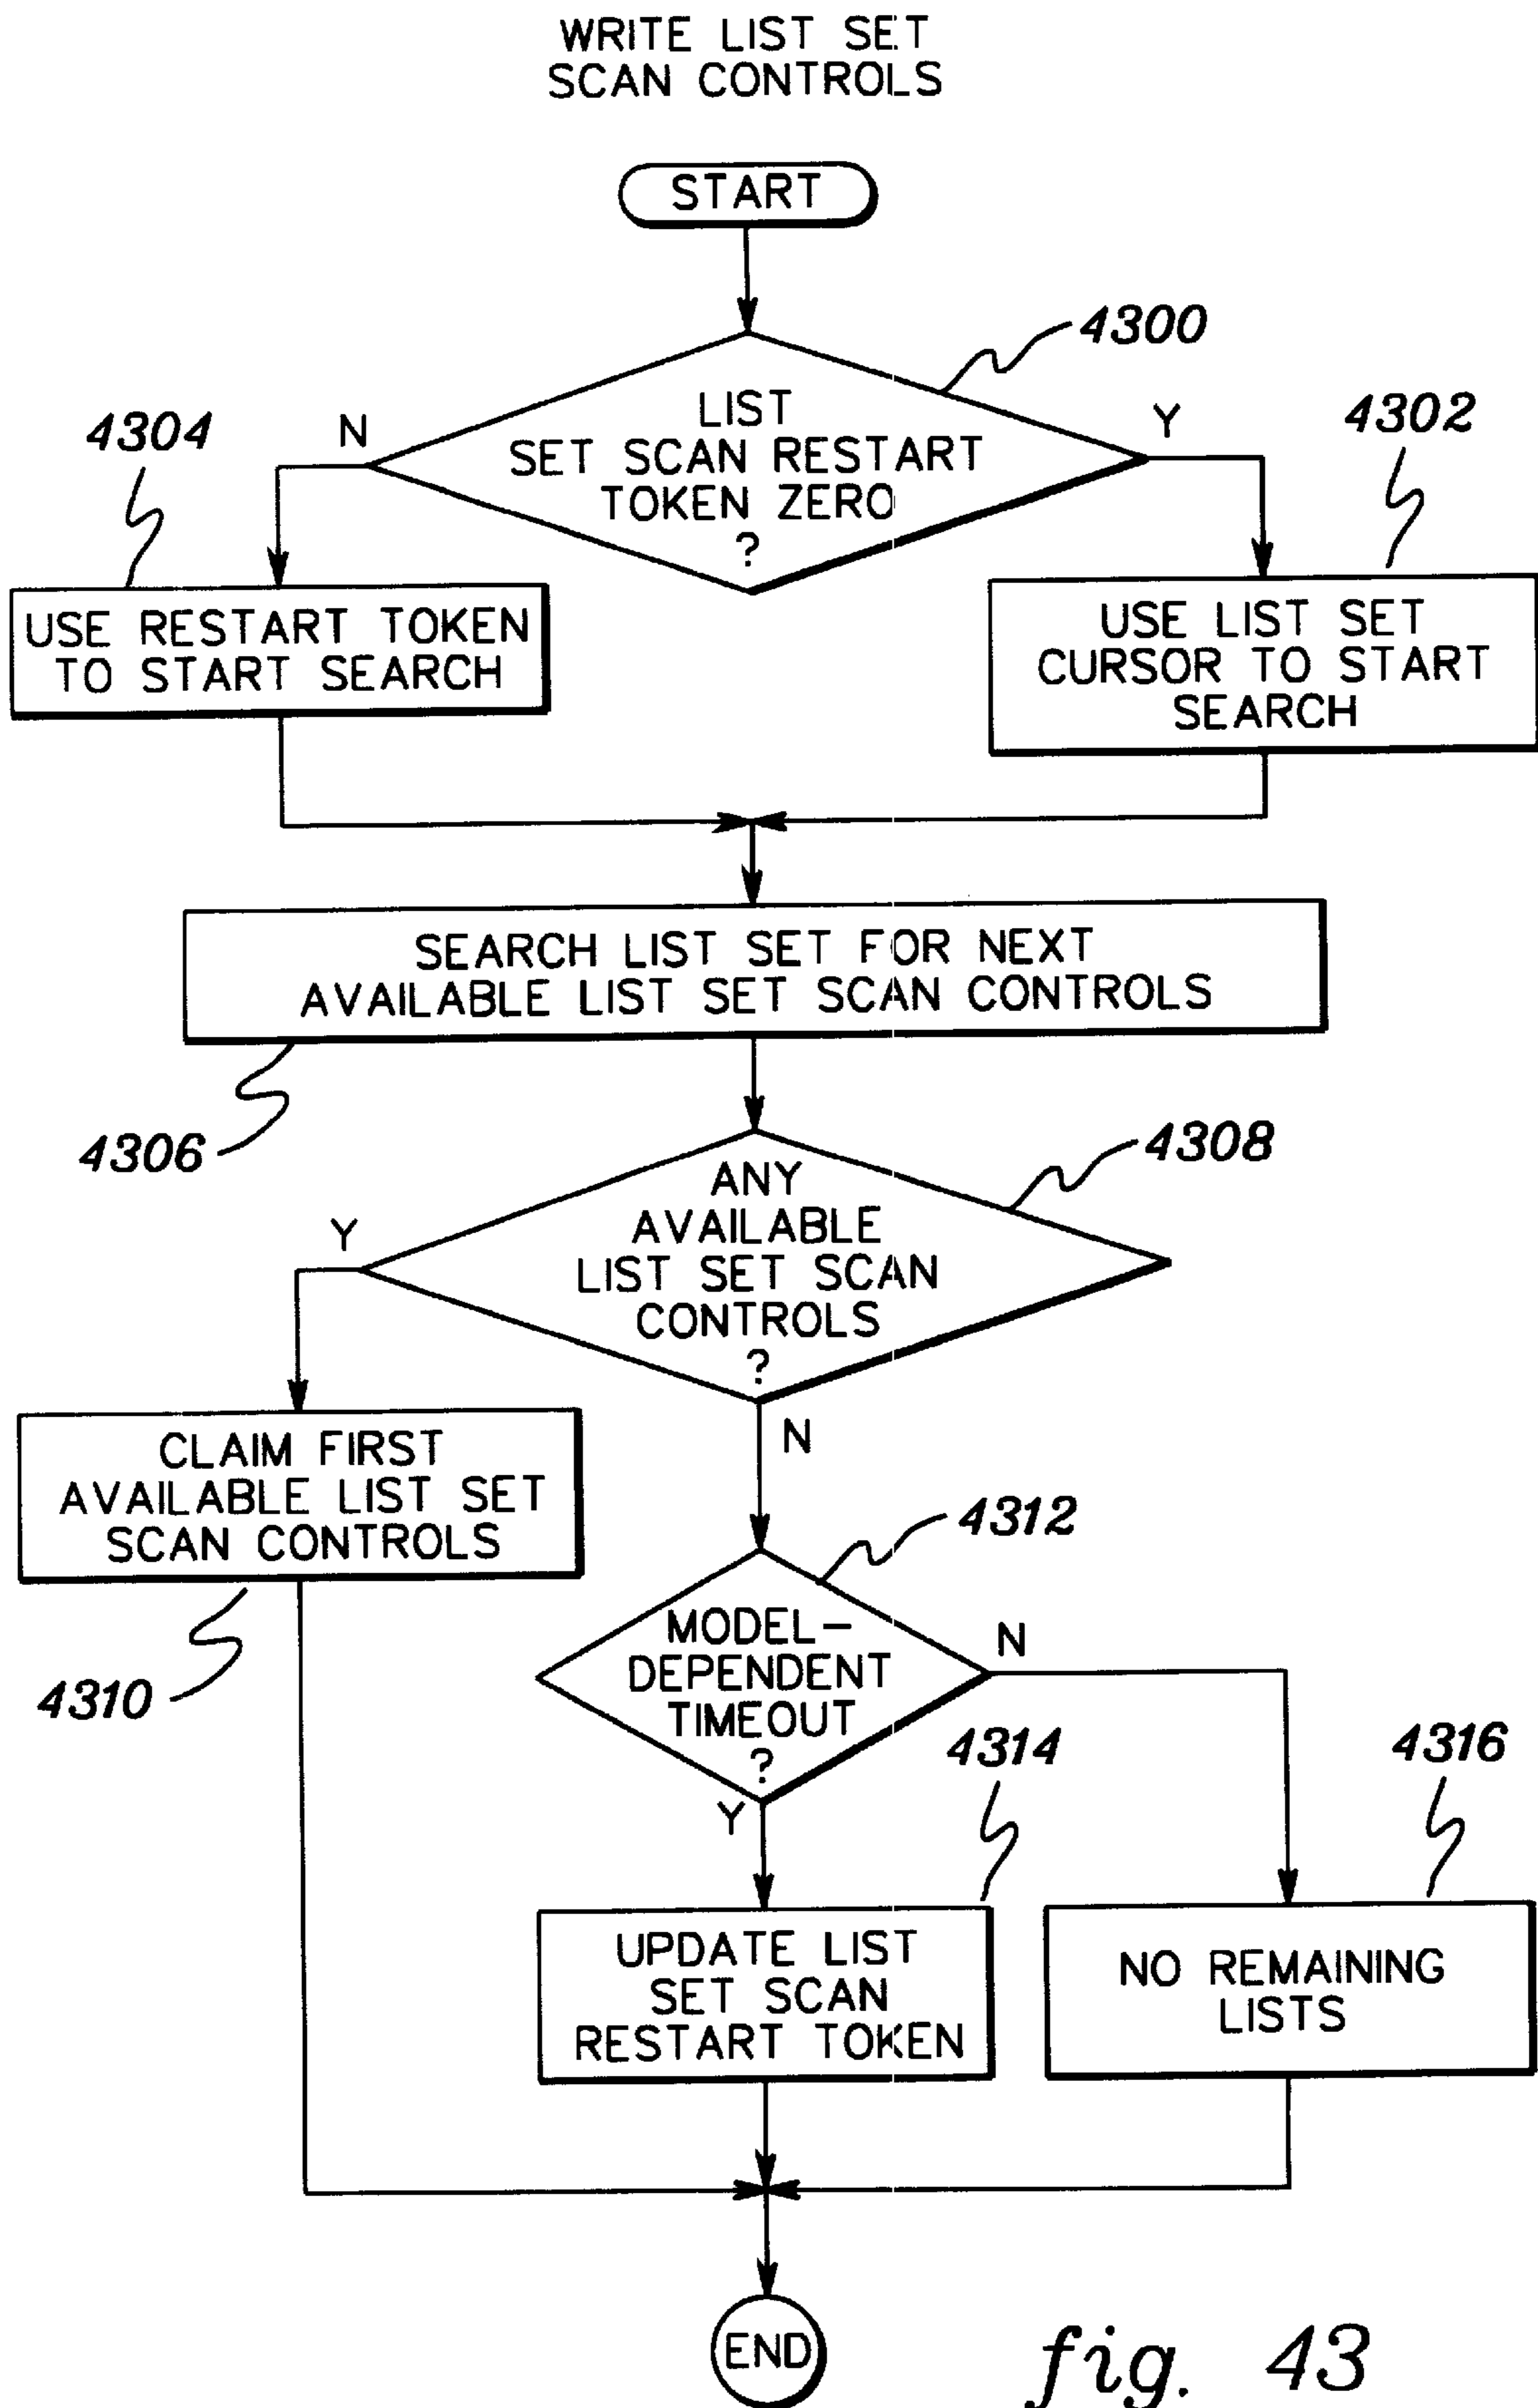 WRITE LIST SET
SCAN CONTROLS
START
4300
LIST
SET SCAN RESTART
TOKEN ZERO
?
N
Y
4304
4302
USE RESTART TOKEN
TO START SEARCH
USE LIST SET
CURSOR TO START
SEARCH
SEARCH LIST SET FOR NEXT
AVAILABLE LIST SET SCAN CONTROLS
4306
4308
ANY
AVAILABLE
LIST SET SCAN
CONTROLS
?
Y
N
CLAIM FIRST
AVAILABLE LIST SET
SCAN CONTROLS
4310
4312
MODEL-
DEPENDENT
TIMEOUT
?
N
Y
4314
4316
UPDATE LIST
SET SCAN
RESTART TOKEN
NO REMAINING
LISTS
END
fig. 43